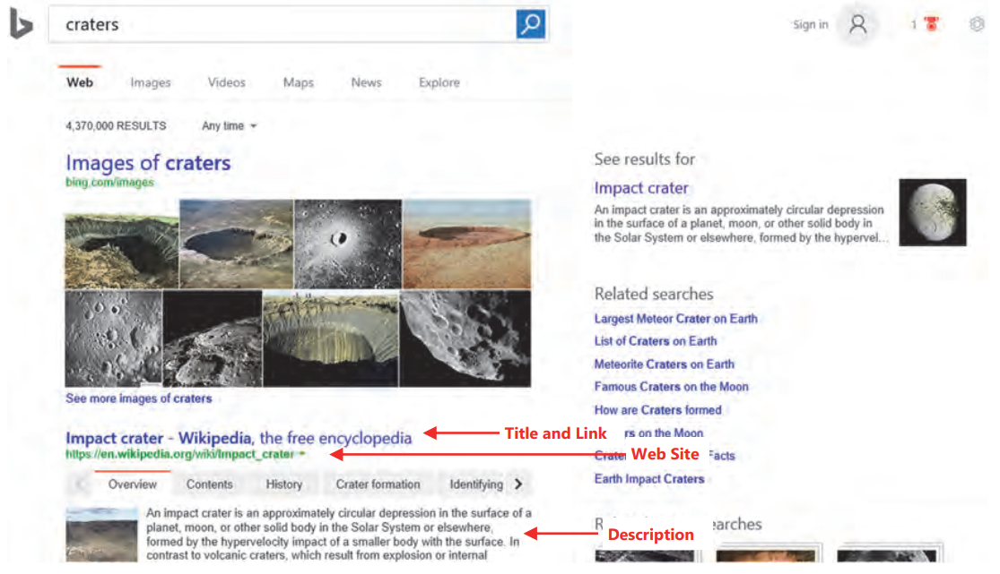 craters
Sign in
1
Web Images Videos Maps News Explore
4,370,000 RESULTS Any time
Images of craters
bing.com/images
See more images of craters
Impact crater - Wikipedia, the free encyclopedia
Title and Link
https://en.wikipedia.org/wiki/Impact_crater
Web Site
Overview Contents History Crater formation Identifying
An impact crater is an approximately circular depression in the surface of a
planet, moon, or other solid body in the Solar System or elsewhere,
formed by the hypervelocity impact of a smaller body with the surface. In
contrast to volcanic craters, which result from explosion or internal
Description
See results for
Impact crater
An impact crater is an approximately circular depression
in the surface of a planet, moon, or other solid body in
the Solar System or elsewhere, formed by the hypervel...
Related searches
Largest Meteor Crater on Earth
List of Craters on Earth
Meteorite Craters on Earth
Famous Craters on the Moon
How are Craters formed
rs on the Moon
Crate Facts
Earth Impact Craters
R earches